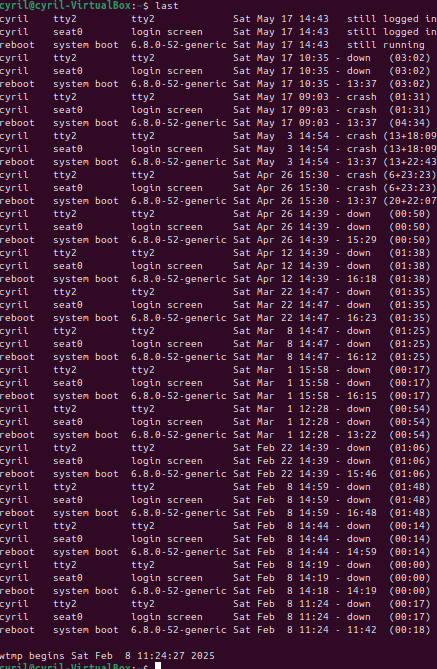 cyril@cyril-VirtualBox:~$ last
cyril    tty2         tty2             Sat May 17 14:43   still logged in
cyril    seat0        login screen     Sat May 17 14:43   still logged in
reboot   system boot  6.8.0-52-generic Sat May 17 14:43   still running
cyril    tty2         tty2             Sat May 17 10:35 - down   (03:02)
cyril    seat0        login screen     Sat May 17 10:35 - down   (03:02)
reboot   system boot  6.8.0-52-generic Sat May 17 10:35 - 13:37  (03:02)
cyril    tty2         tty2             Sat May 17 09:03 - crash  (01:31)
cyril    seat0        login screen     Sat May 17 09:03 - crash  (01:31)
reboot   system boot  6.8.0-52-generic Sat May 17 09:03 - 13:37  (04:34)
cyril    tty2         tty2             Sat May  3 14:54 - crash (13+18:09
cyril    seat0        login screen     Sat May  3 14:54 - crash (13+18:09
reboot   system boot  6.8.0-52-generic Sat May  3 14:54 - 13:37 (13+22:43
cyril    tty2         tty2             Sat Apr 26 15:30 - crash (6+23:23)
cyril    seat0        login screen     Sat Apr 26 15:30 - crash (6+23:23)
reboot   system boot  6.8.0-52-generic Sat Apr 26 15:30 - 13:37 (20+22:07
cyril    tty2         tty2             Sat Apr 26 14:39 - down   (00:50)
cyril    seat0        login screen     Sat Apr 26 14:39 - down   (00:50)
reboot   system boot  6.8.0-52-generic Sat Apr 26 14:39 - 15:29  (00:50)
cyril    tty2         tty2             Sat Apr 12 14:39 - down   (01:38)
cyril    seat0        login screen     Sat Apr 12 14:39 - down   (01:38)
reboot   system boot  6.8.0-52-generic Sat Apr 12 14:39 - 16:18  (01:38)
cyril    tty2         tty2             Sat Mar 22 14:47 - down   (01:35)
cyril    seat0        login screen     Sat Mar 22 14:47 - down   (01:35)
reboot   system boot  6.8.0-52-generic Sat Mar 22 14:47 - 16:23  (01:35)
cyril    tty2         tty2             Sat Mar  8 14:47 - down   (01:25)
cyril    seat0        login screen     Sat Mar  8 14:47 - down   (01:25)
reboot   system boot  6.8.0-52-generic Sat Mar  8 14:47 - 16:12  (01:25)
cyril    tty2         tty2             Sat Mar  1 15:58 - down   (00:17)
cyril    seat0        login screen     Sat Mar  1 15:58 - down   (00:17)
reboot   system boot  6.8.0-52-generic Sat Mar  1 15:58 - 16:15  (00:17)
cyril    tty2         tty2             Sat Mar  1 12:28 - down   (00:54)
cyril    seat0        login screen     Sat Mar  1 12:28 - down   (00:54)
reboot   system boot  6.8.0-52-generic Sat Mar  1 12:28 - 13:22  (00:54)
cyril    tty2         tty2             Sat Feb 22 14:39 - down   (01:06)
cyril    seat0        login screen     Sat Feb 22 14:39 - down   (01:06)
reboot   system boot  6.8.0-52-generic Sat Feb 22 14:39 - 15:46  (01:06)
cyril    tty2         tty2             Sat Feb  8 14:59 - down   (01:48)
cyril    seat0        login screen     Sat Feb  8 14:59 - down   (01:48)
reboot   system boot  6.8.0-52-generic Sat Feb  8 14:59 - 16:48  (01:48)
cyril    tty2         tty2             Sat Feb  8 14:44 - down   (00:14)
cyril    seat0        login screen     Sat Feb  8 14:44 - down   (00:14)
reboot   system boot  6.8.0-52-generic Sat Feb  8 14:44 - 14:59  (00:14)
cyril    tty2         tty2             Sat Feb  8 14:19 - down   (00:00)
cyril    seat0        login screen     Sat Feb  8 14:19 - down   (00:00)
reboot   system boot  6.8.0-52-generic Sat Feb  8 14:18 - 14:19  (00:00)
cyril    tty2         tty2             Sat Feb  8 11:24 - down   (00:17)
cyril    seat0        login screen     Sat Feb  8 11:24 - down   (00:17)
reboot   system boot  6.8.0-52-generic Sat Feb  8 11:24 - 11:42  (00:18)
wtmp begins Sat Feb  8 11:24:27 2025
cyril@cyril-VirtualBox:~$